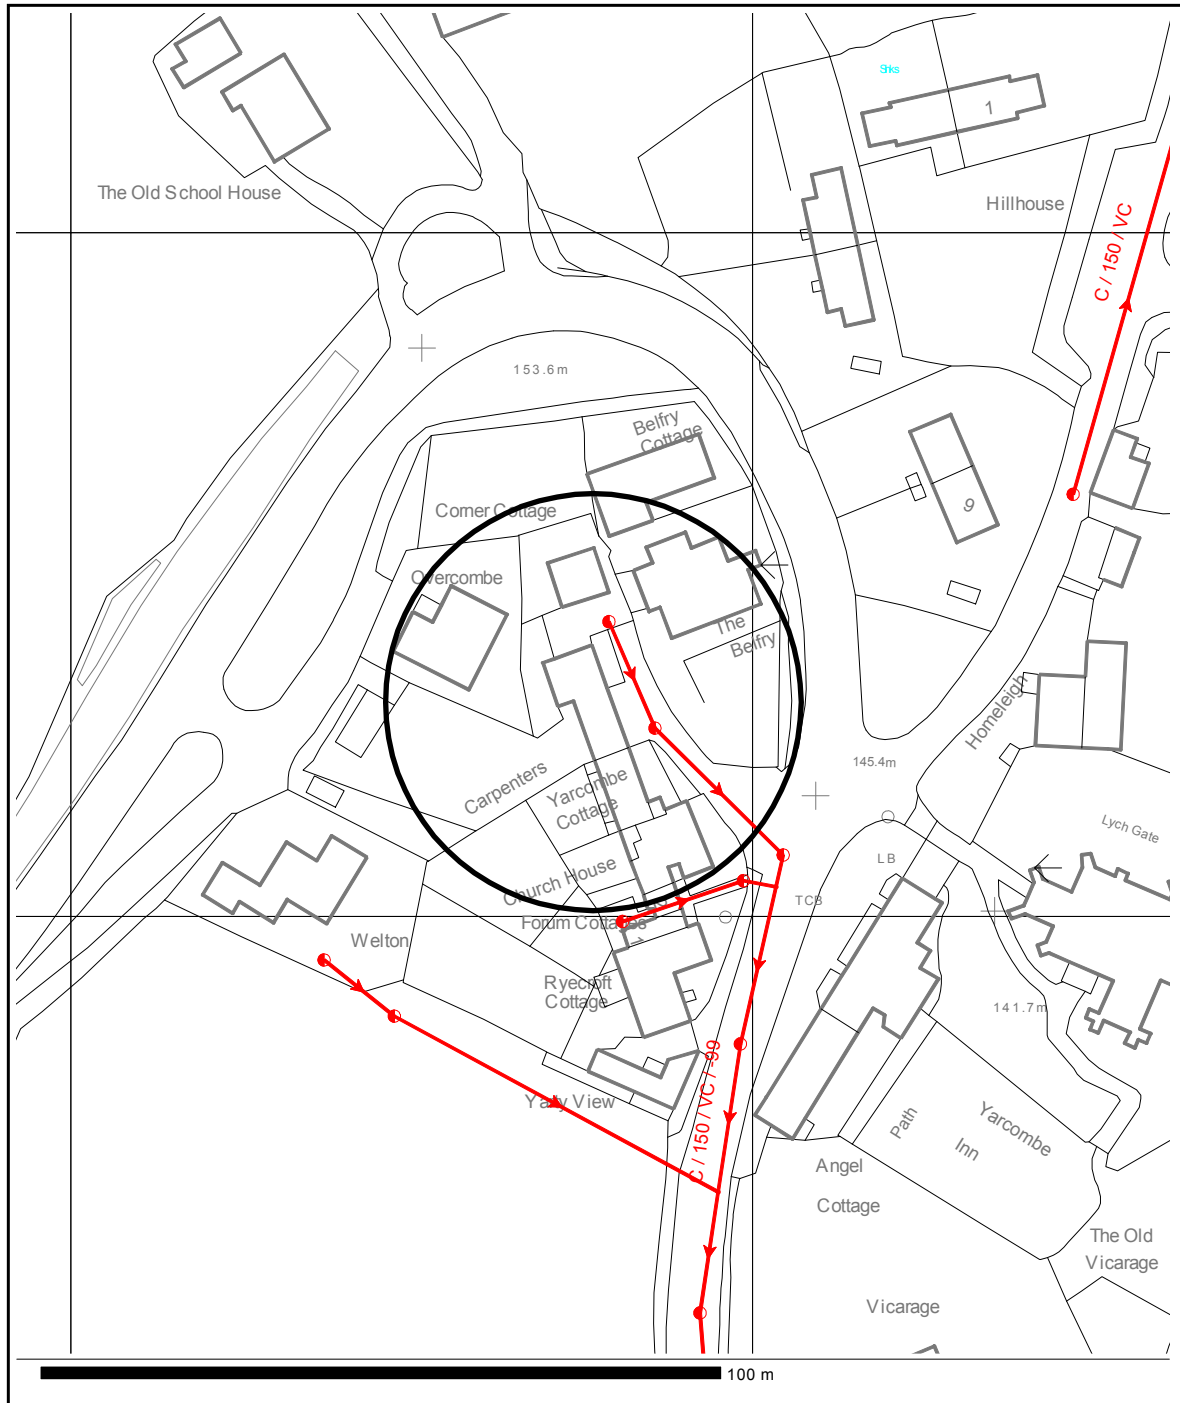 1
The Old School House
Hillhouse
C / 150 / VC
153.6m
Belfry
Cottage
Corner Cottage
9
Overcombe
The
Belfry
Homeleigh
145.4m
Carpenters
Yarcombe
Cottage
Lych Gate
LB
Church House
TCB
Forum Cottages
1
Welton
Ryecroft
Cottage
141.7m
C / 150 / VC / -99
Yarty View
Path
Yarcombe
Inn
Angel
Cottage
The Old
Vicarage
Vicarage
100 m